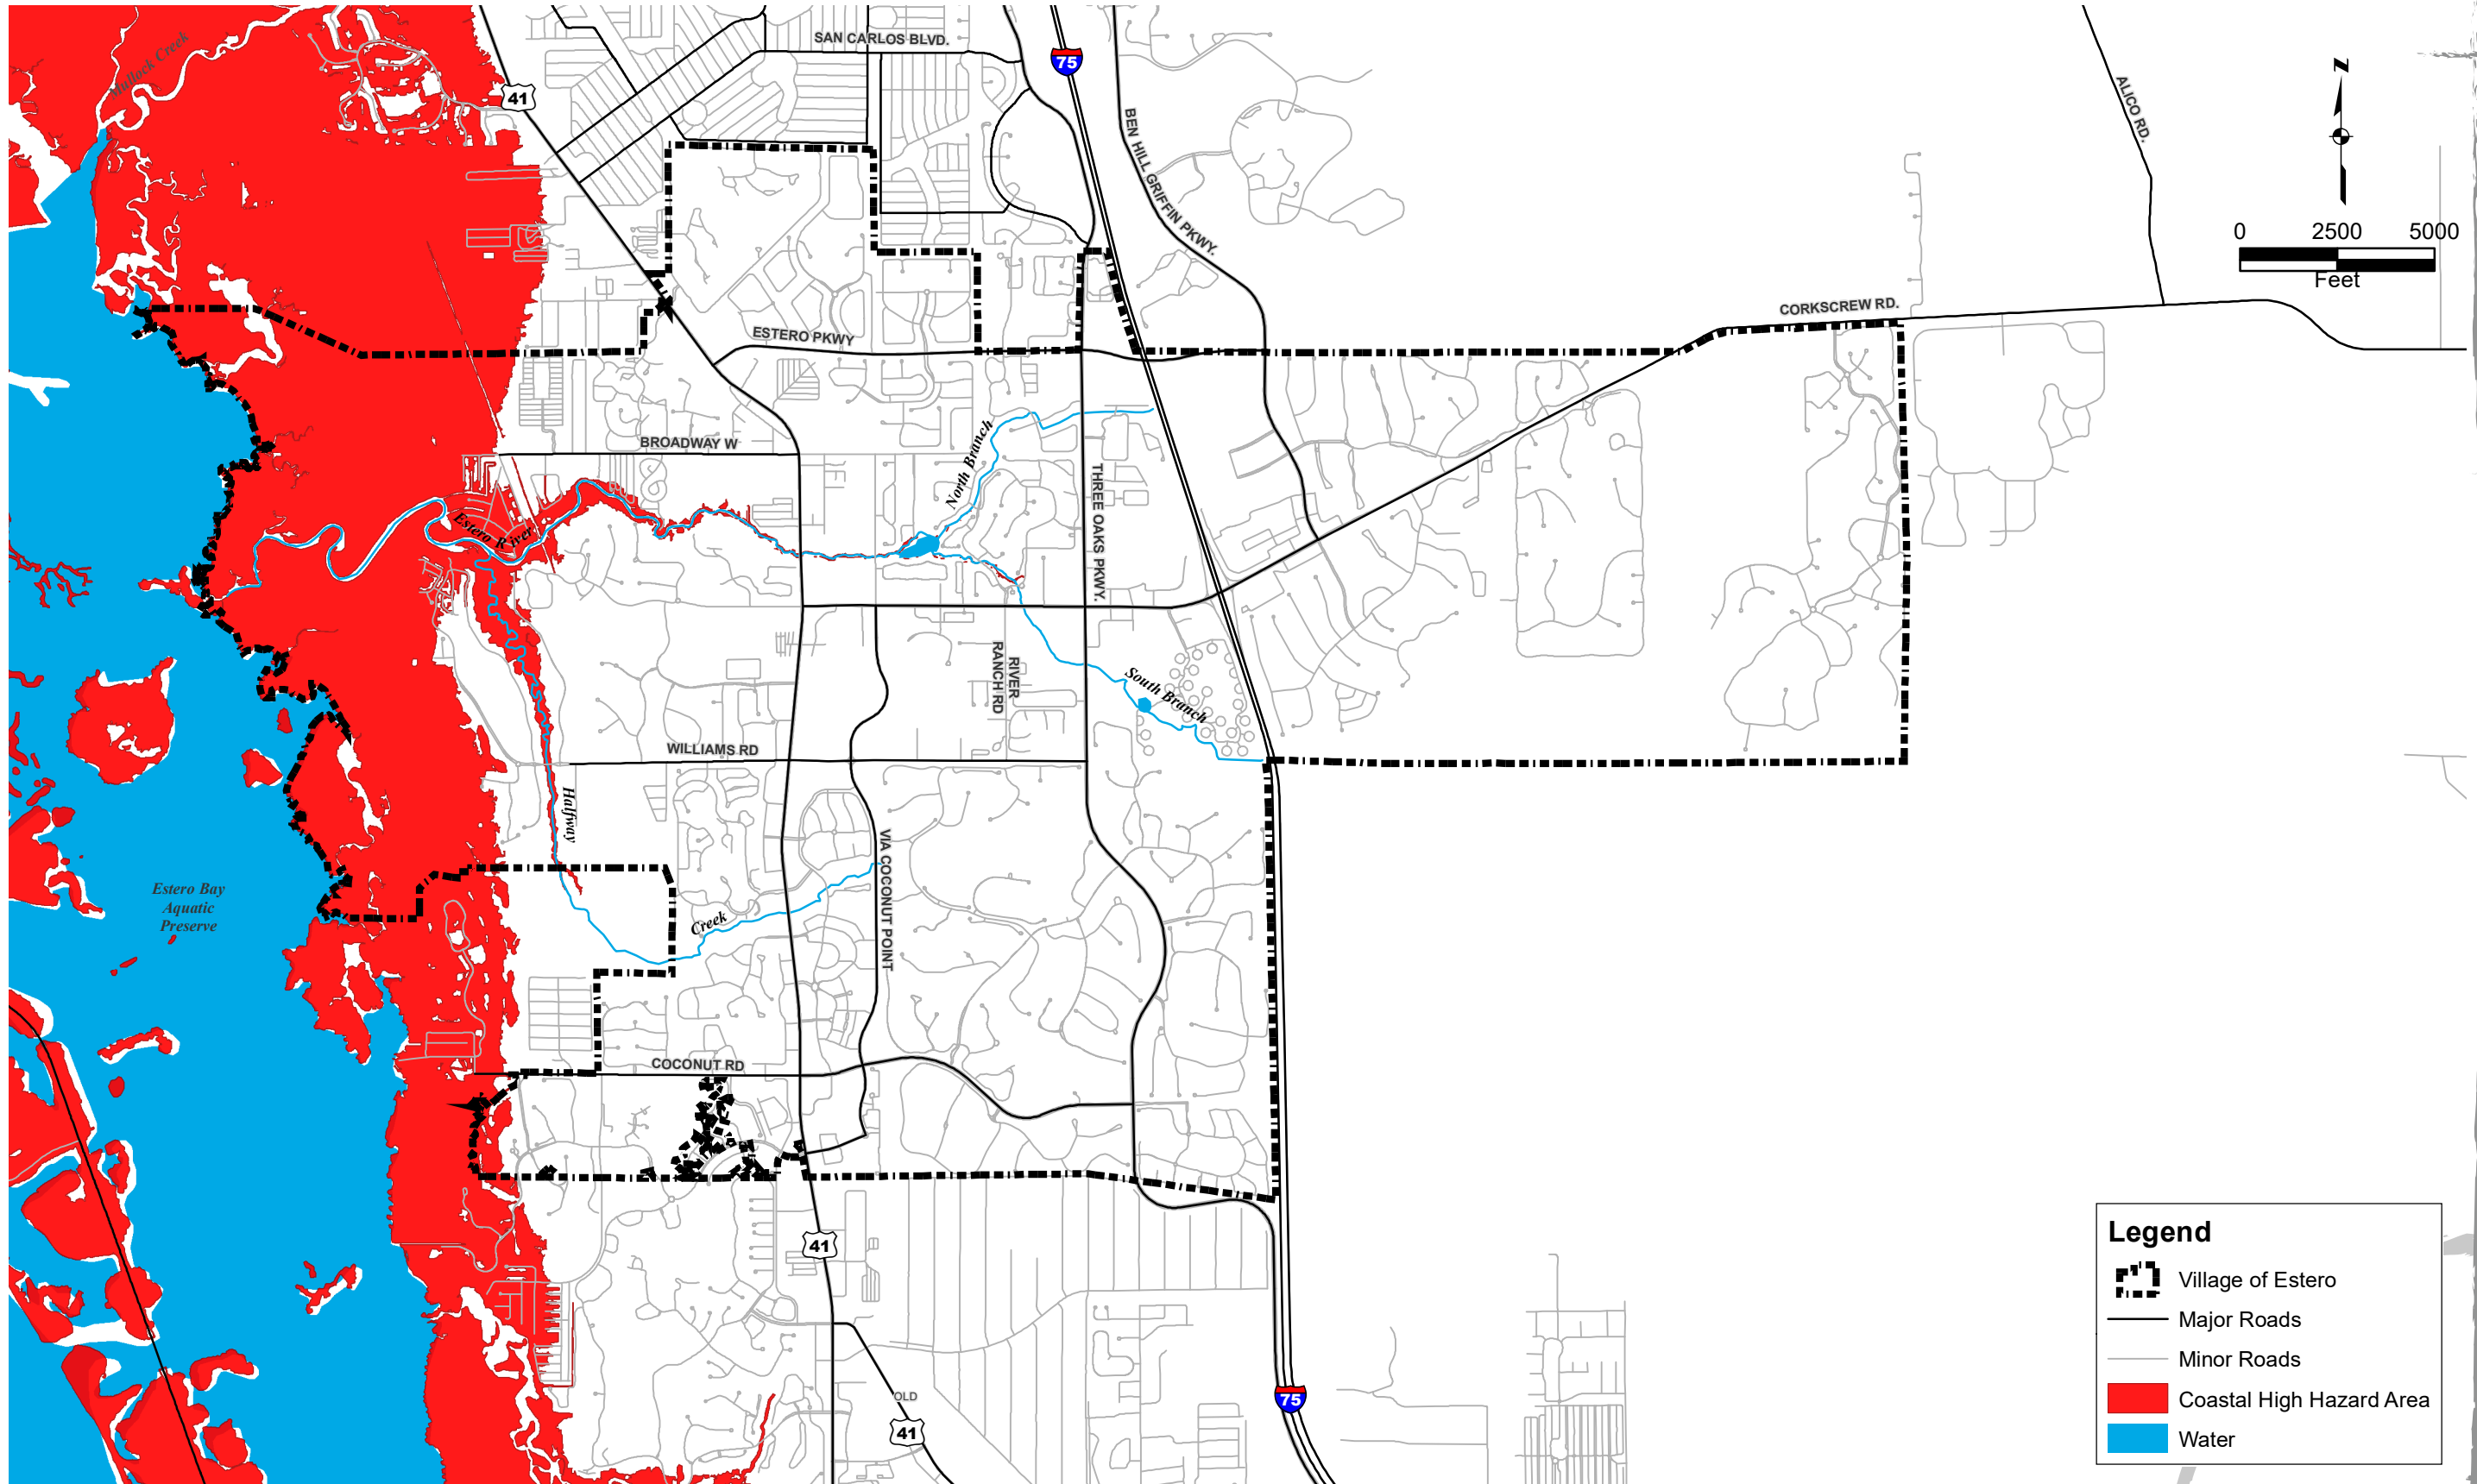 SAN CARLOS BLVD.
75
Mullock Creek
41
BEN HILL GRIFFIN PKWY.
ALICO RD.
N
0 2500 5000
Feet
CORKSCREW RD.
ESTERO PKWY
BROADWAY W
North Branch
THREE OAKS PKWY.
Estero River
RIVER
RANCH RD
South Branch
WILLIAMS RD
Halfway
VIA COCONUT POINT
Estero Bay
Aquatic
Preserve
Creek
COCONUT RD
41
OLD
41
75
Legend
Village of Estero
Major Roads
Minor Roads
Coastal High Hazard Area
Water